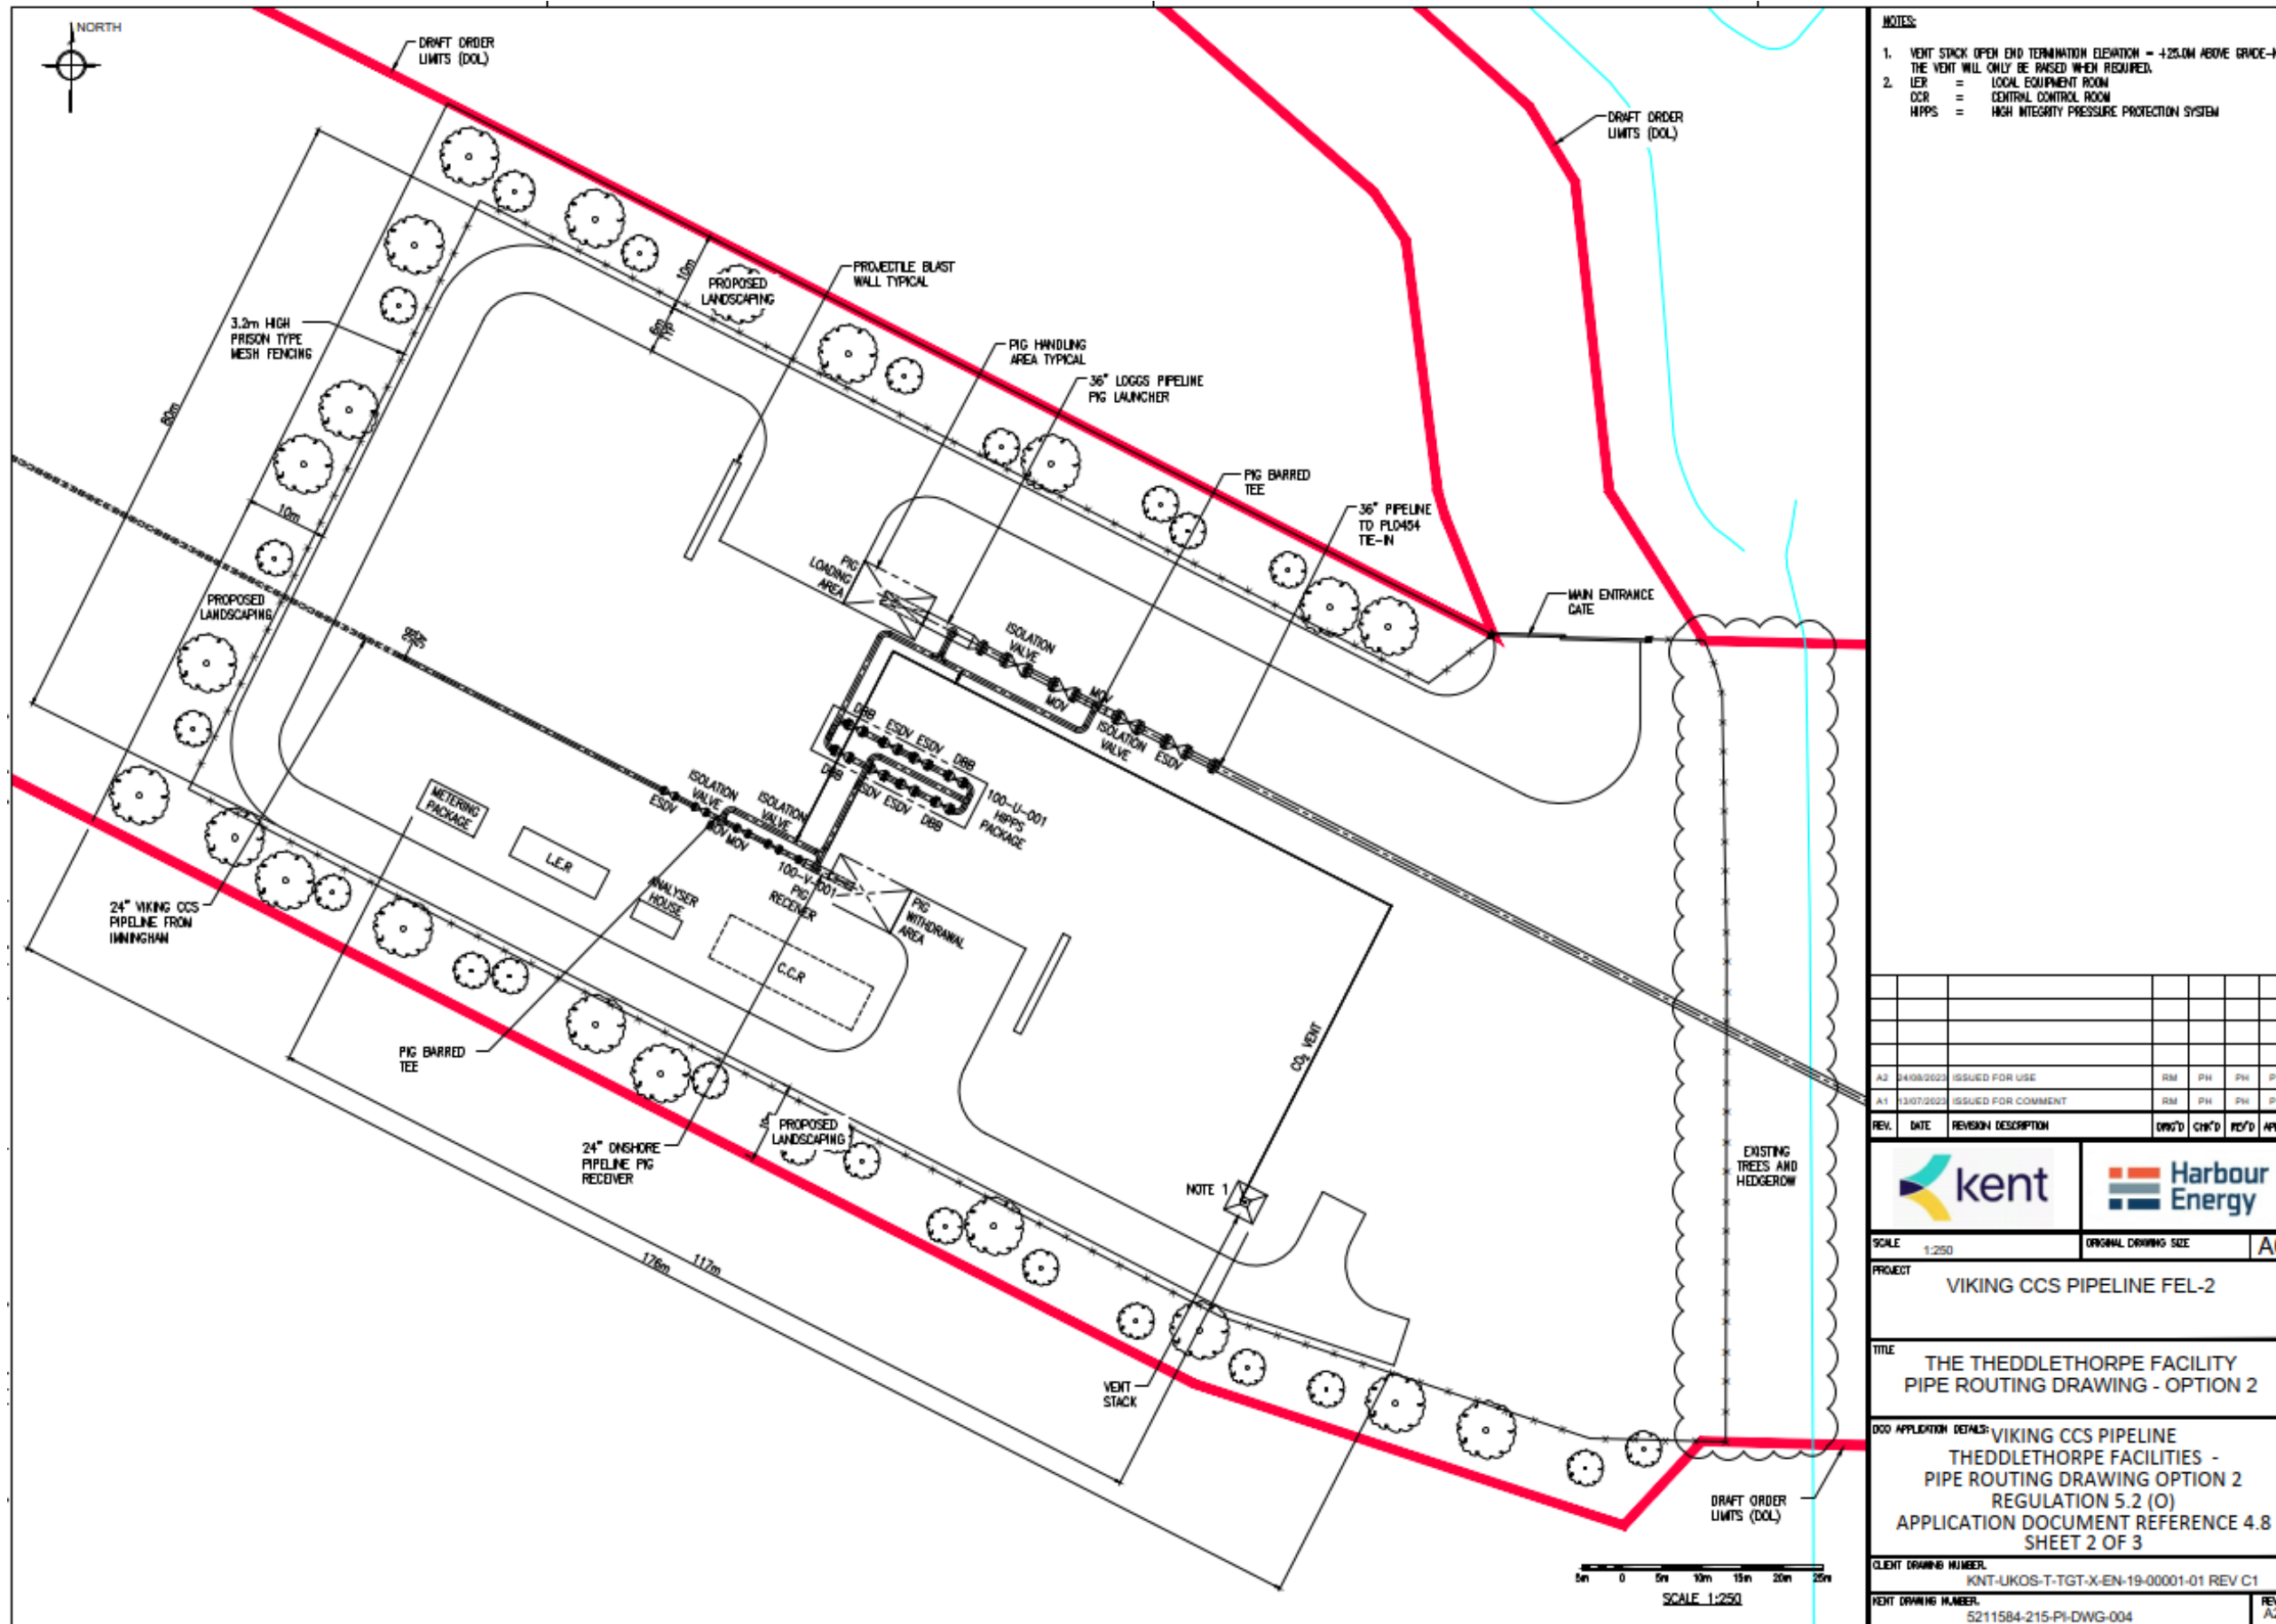 NORTH
DRAFT ORDER
LIMITS (DOL)
DRAFT ORDER
LIMITS (DOL)
PROJECTILE BLAST
WALL TYPICAL
10m
PROPOSED
LANDSCAPING
3.2m HIGH
PRISON TYPE
MESH FENCING
PIG HANDLING
AREA TYPICAL
36" LOGGS PIPELINE
PIG LAUNCHER
80m
PIG BARRED
TEE
36" PIPELINE
TO PL0454
TIE-IN
10m
PIG
LOADING
AREA
MAIN ENTRANCE
GATE
PROPOSED
LANDSCAPING
ISOLATION
VALVE
MOV
MOV
ISOLATION
VALVE
ESDV
DBB
ESDV
ESDV
DBB
DBB
ESDV
ESDV
DBB
100-U-001
HIPPS
PACKAGE
ISOLATION
VALVE
ESDV
ISOLATION
VALVE
MOV
MOV
METERING
PACKAGE
L.E.R
ANALYSER
HOUSE
100-V-001
PIG
RECEIVER
PIG
WITHDRAWAL
AREA
C.C.R
24" VIKING CCS
PIPELINE FROM
IMMINGHAM
PIG BARRED
TEE
CO₂ VENT
PROPOSED
LANDSCAPING
24" ONSHORE
PIPELINE PIG
RECEIVER
NOTE 1
EXISTING
TREES AND
HEDGEROW
176m
117m
VENT
STACK
DRAFT ORDER
LIMITS (DOL)
5m 0 5m 10m 15m 20m 25m
SCALE 1:250
NOTES:
1. VENT STACK OPEN END TERMINATION ELEVATION = +25.0M ABOVE GRADE-
THE VENT WILL ONLY BE RAISED WHEN REQUIRED.
2. LER = LOCAL EQUIPMENT ROOM
CCR = CENTRAL CONTROL ROOM
HIPPS = HIGH INTEGRITY PRESSURE PROTECTION SYSTEM
A2 24/08/2023 ISSUED FOR USE RM PH PH
A1 13/07/2023 ISSUED FOR COMMENT RM PH PH
REV. DATE REVISION DESCRIPTION ORIG'D CHK'D REV'D
kent
Harbour
Energy
SCALE 1:250 ORIGINAL DRAWING SIZE
PROJECT
VIKING CCS PIPELINE FEL-2
TITLE
THE THEDDLETHORPE FACILITY
PIPE ROUTING DRAWING - OPTION 2
DCO APPLICATION DETAILS: VIKING CCS PIPELINE
THEDDLETHORPE FACILITIES -
PIPE ROUTING DRAWING OPTION 2
REGULATION 5.2 (O)
APPLICATION DOCUMENT REFERENCE 4.8
SHEET 2 OF 3
CLIENT DRAWING NUMBER.
KNT-UKOS-T-TGT-X-EN-19-00001-01 REV C1
KENT DRAWING NUMBER.
5211584-215-PI-DWG-004